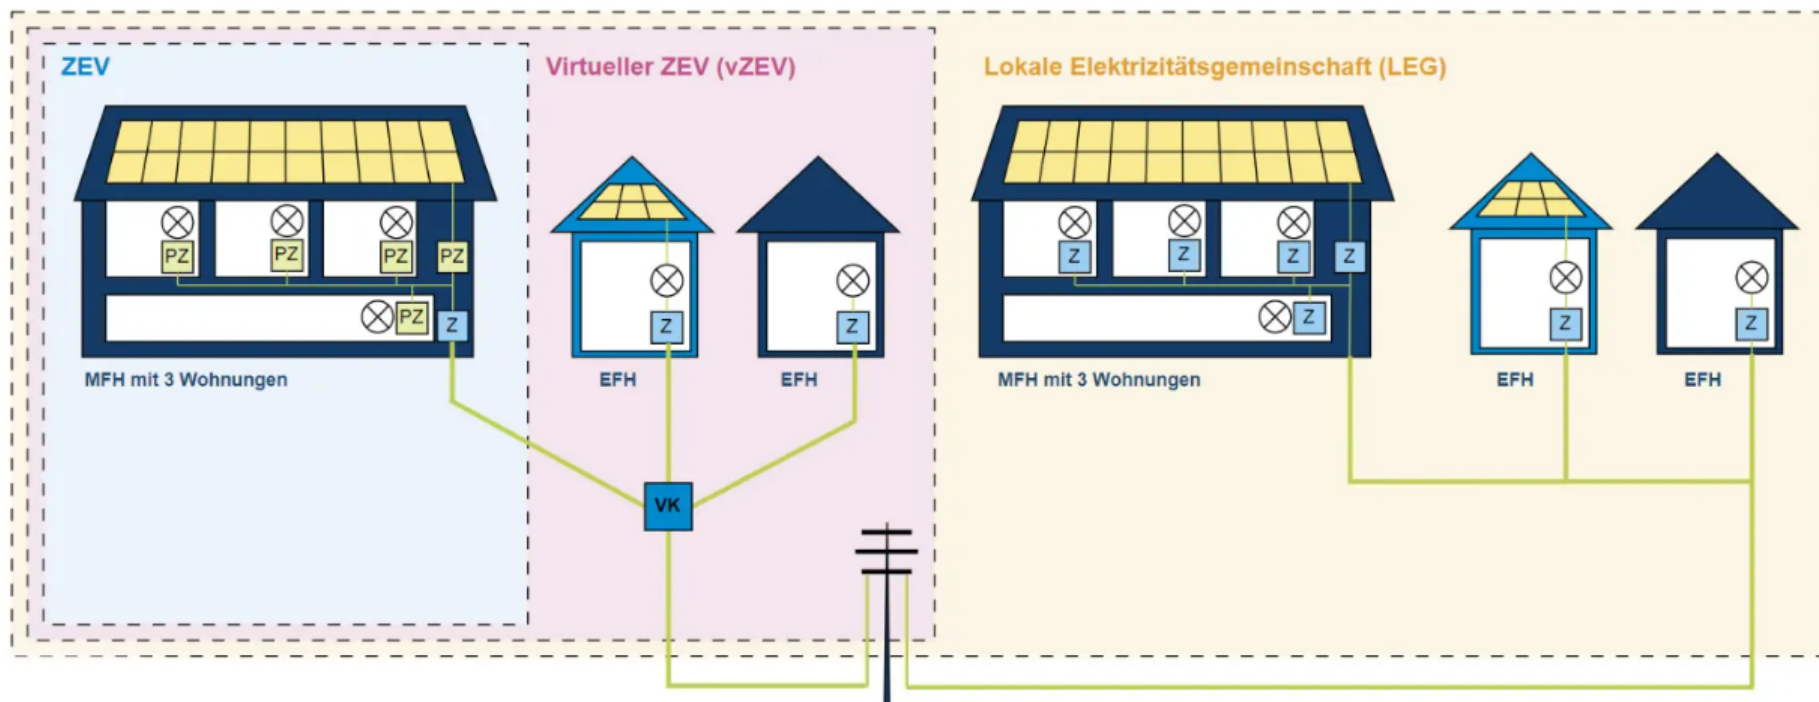 ZEV
Virtueller ZEV (vZEV)
Lokale Elektrizitätsgemeinschaft (LEG)
PZ
PZ
PZ
PZ
PZ
Z
MFH mit 3 Wohnungen
Z
EFH
Z
EFH
VK
Z
Z
Z
Z
Z
MFH mit 3 Wohnungen
Z
EFH
Z
EFH